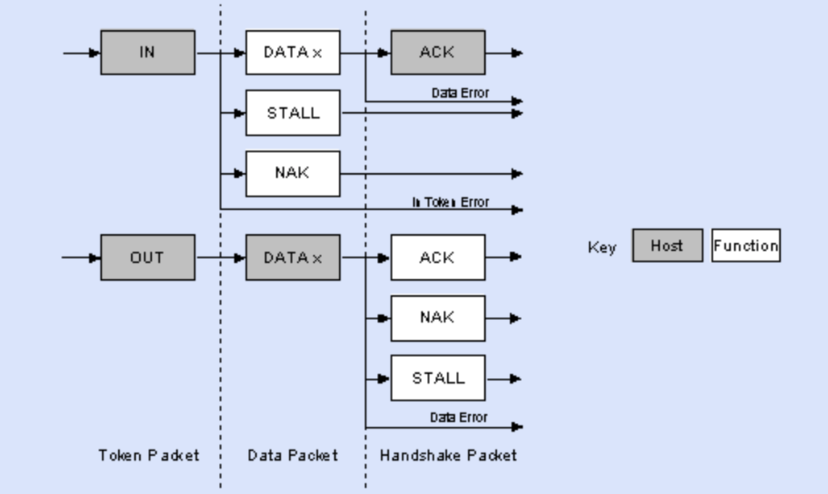 IN
DATA x
ACK
Data Error
STALL
NAK
In Token Error
OUT
DATA x
ACK
Key
Host
Function
NAK
STALL
Data Error
Token Packet
Data Packet
Handshake Packet